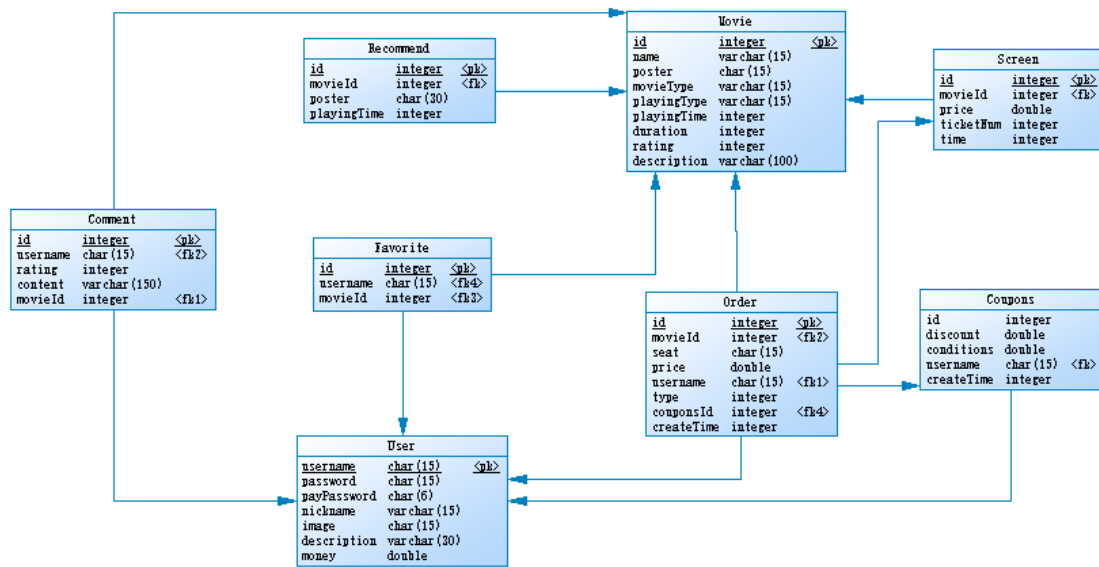 Movie
id integer <pk>
name varchar(15)
poster char(15)
movieType varchar(15)
playingType varchar(15)
playingTime integer
duration integer
rating integer
description varchar(100)
Recommend
id integer <pk>
movieId integer <fk>
poster char(30)
playingTime integer
Screen
id integer <pk>
movieId integer <fk>
price double
ticketNum integer
time integer
Comment
id integer <pk>
username char(15) <fk2>
rating integer
content varchar(150)
movieId integer <fk1>
Favorite
id integer <pk>
username char(15) <fk4>
movieId integer <fk3>
Order
id integer <pk>
movieId integer <fk2>
seat char(15)
price double
username char(15) <fk1>
type integer
couponsId integer <fk4>
createTime integer
Coupons
id integer
discount double
conditions double
username char(15) <fk>
createTime integer
User
username char(15) <pk>
password char(15)
payPassword char(6)
nickname varchar(15)
image char(15)
description varchar(30)
money double